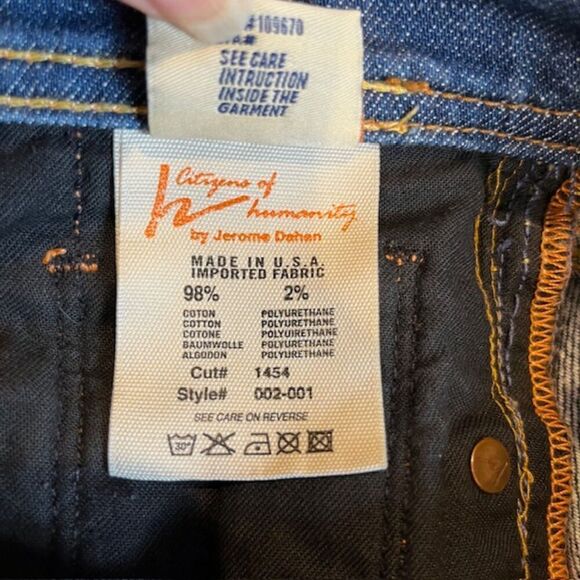 #109670
SEE CARE
INTRUCTION
INSIDE THE
GARMENT
Citizens of
humanity
by Jerome Dahan
MADE IN U.S.A.
IMPORTED FABRIC
98% 2%
COTON POLYURETHANE
COTTON POLYURETHANE
COTONE POLYURETHANE
BAUMWOLLE POLYURETHANE
ALGODON POLYURETHANE
Cut# 1454
Style# 002-001
SEE CARE ON REVERSE
30°